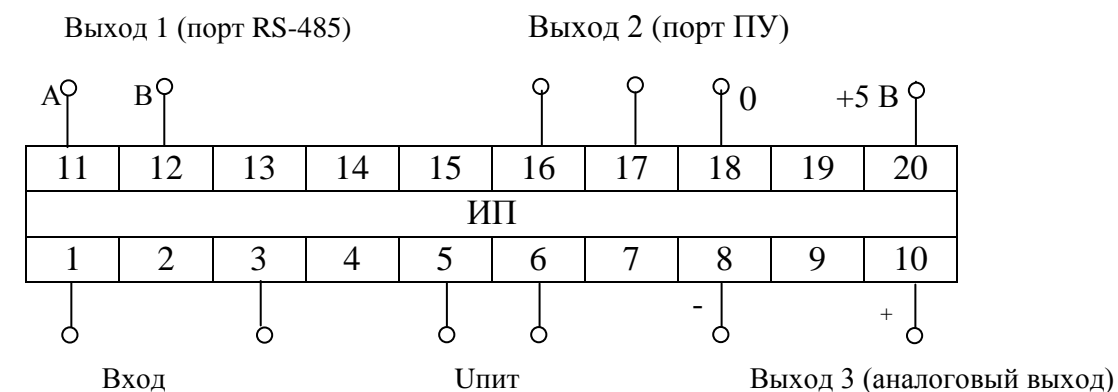 Выход 1 (порт RS-485) Выход 2 (порт ПУ)
А В 0 +5 В
11 12 13 14 15 16 17 18 19 20
ИП
1 2 3 4 5 6 7 8 9 10
- +
Вход Uпит Выход 3 (аналоговый выход)